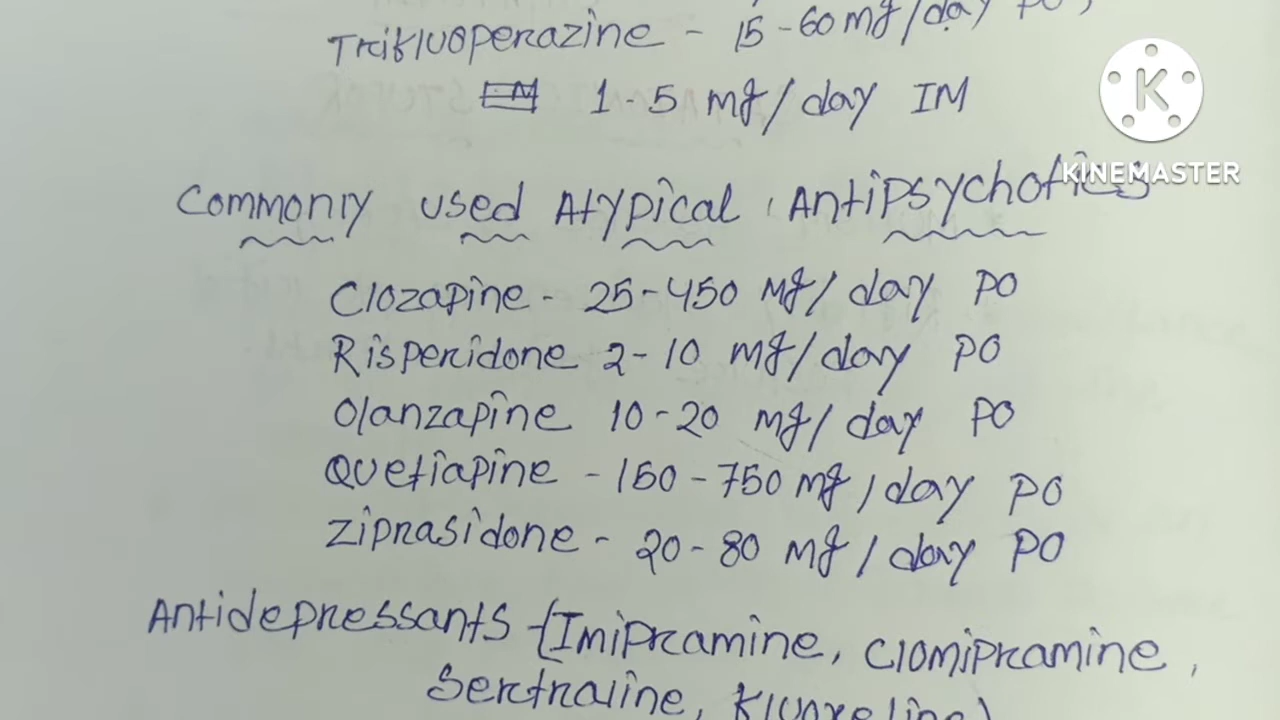 Trifluoperazine - 15-60 mg/day PO,
1-5 mg/day IM
K
KINEMASTER
Commonly used Atypical Antipsychotics
Clozapine - 25-450 mg/day PO
Risperidone 2-10 mg/day PO
Olanzapine 10-20 mg/day PO
Quetiapine - 150-750 mg/day PO
Ziprasidone - 20-80 mg/day PO
Antidepressants - (Imipramine, Clomipramine,
Sertraline,